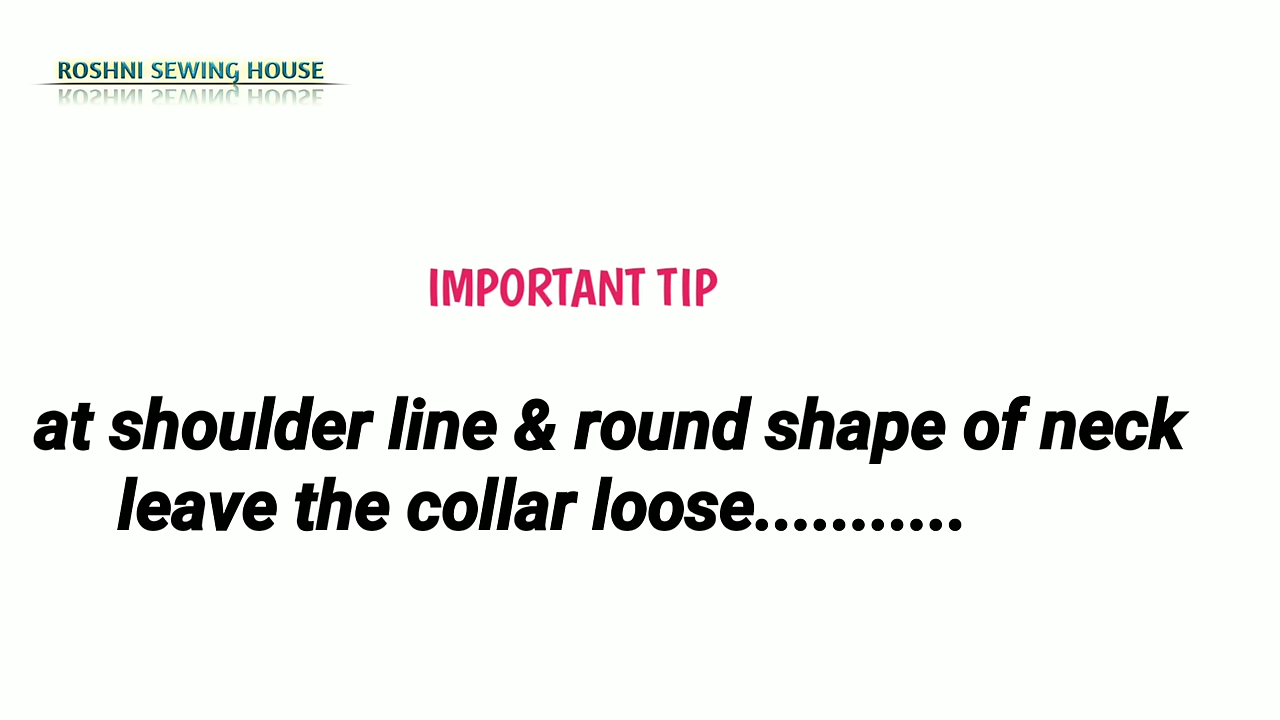 ROSHNI SEWING HOUSE
IMPORTANT TIP
at shoulder line & round shape of neck
leave the collar loose...........